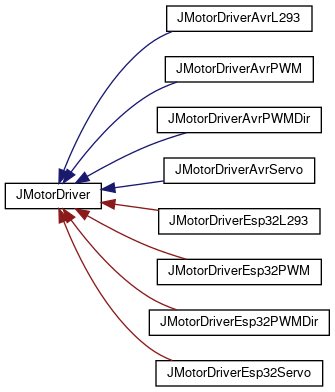 JMotorDriverAvrL293
JMotorDriverAvrPWM
JMotorDriverAvrPWMDir
JMotorDriverAvrServo
JMotorDriver
JMotorDriverEsp32L293
JMotorDriverEsp32PWM
JMotorDriverEsp32PWMDir
JMotorDriverEsp32Servo